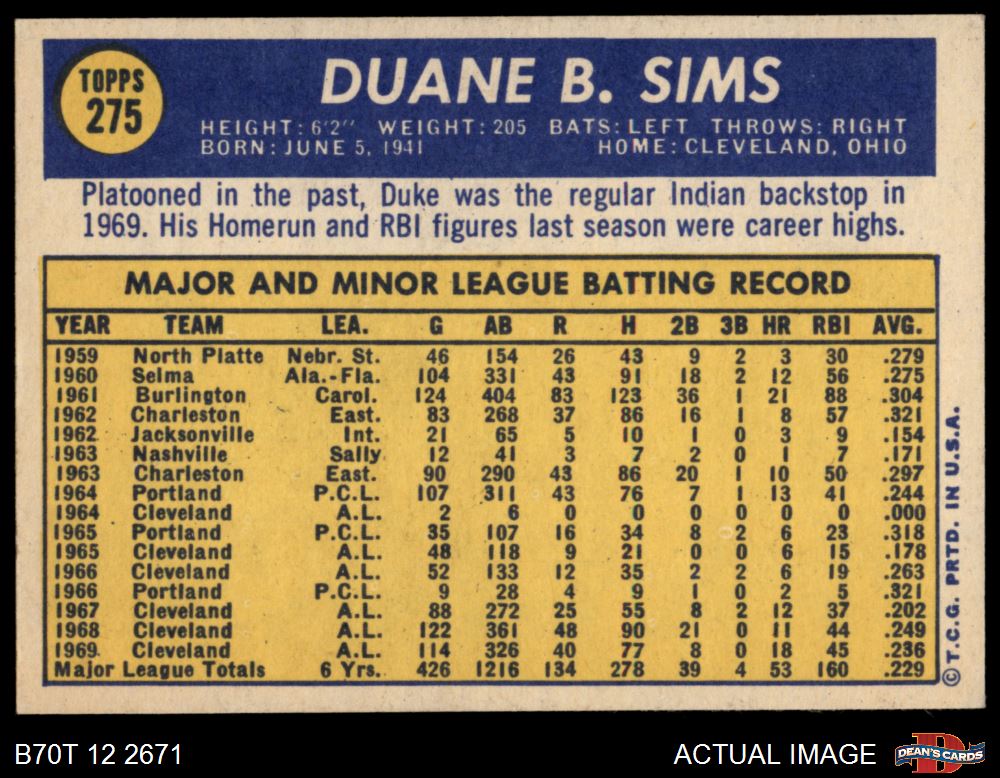 TOPPS
275
DUANE B. SIMS
HEIGHT: 6'2" WEIGHT: 205 BATS: LEFT THROWS: RIGHT
BORN: JUNE 5, 1941 HOME: CLEVELAND, OHIO
Platooned in the past, Duke was the regular Indian backstop in
1969. His Homerun and RBI figures last season were career highs.
MAJOR AND MINOR LEAGUE BATTING RECORD
YEAR TEAM LEA. G AB R H 2B 3B HR RBI AVG.
1959 North Platte Nebr. St. 46 154 26 43 9 2 3 30 .279
1960 Selma Ala.-Fla. 104 331 43 91 18 2 12 56 .275
1961 Burlington Carol. 124 404 83 123 36 1 21 88 .304
1962 Charleston East. 83 268 37 86 16 1 8 57 .321
1962 Jacksonville Int. 21 65 5 10 1 0 3 9 .154
1963 Nashville Sally 12 41 3 7 2 0 1 7 .171
1963 Charleston East. 90 290 43 86 20 1 10 50 .297
1964 Portland P.C.L. 107 311 43 76 7 1 13 41 .244
1964 Cleveland A.L. 2 6 0 0 0 0 0 0 .000
1965 Portland P.C.L. 35 107 16 34 8 2 6 23 .318
1965 Cleveland A.L. 48 118 9 21 0 0 6 15 .178
1966 Cleveland A.L. 52 133 12 35 2 2 6 19 .263
1966 Portland P.C.L. 9 28 4 9 1 0 2 5 .321
1967 Cleveland A.L. 88 272 25 55 8 2 12 37 .202
1968 Cleveland A.L. 122 361 48 90 21 0 11 44 .249
1969 Cleveland A.L. 114 326 40 77 8 0 18 45 .236
Major League Totals 6 Yrs. 426 1216 134 278 39 4 53 160 .229
©T.C.G. PRTD. IN U.S.A.
B70T 12 2671 ACTUAL IMAGE
D
DEAN'S CARDS